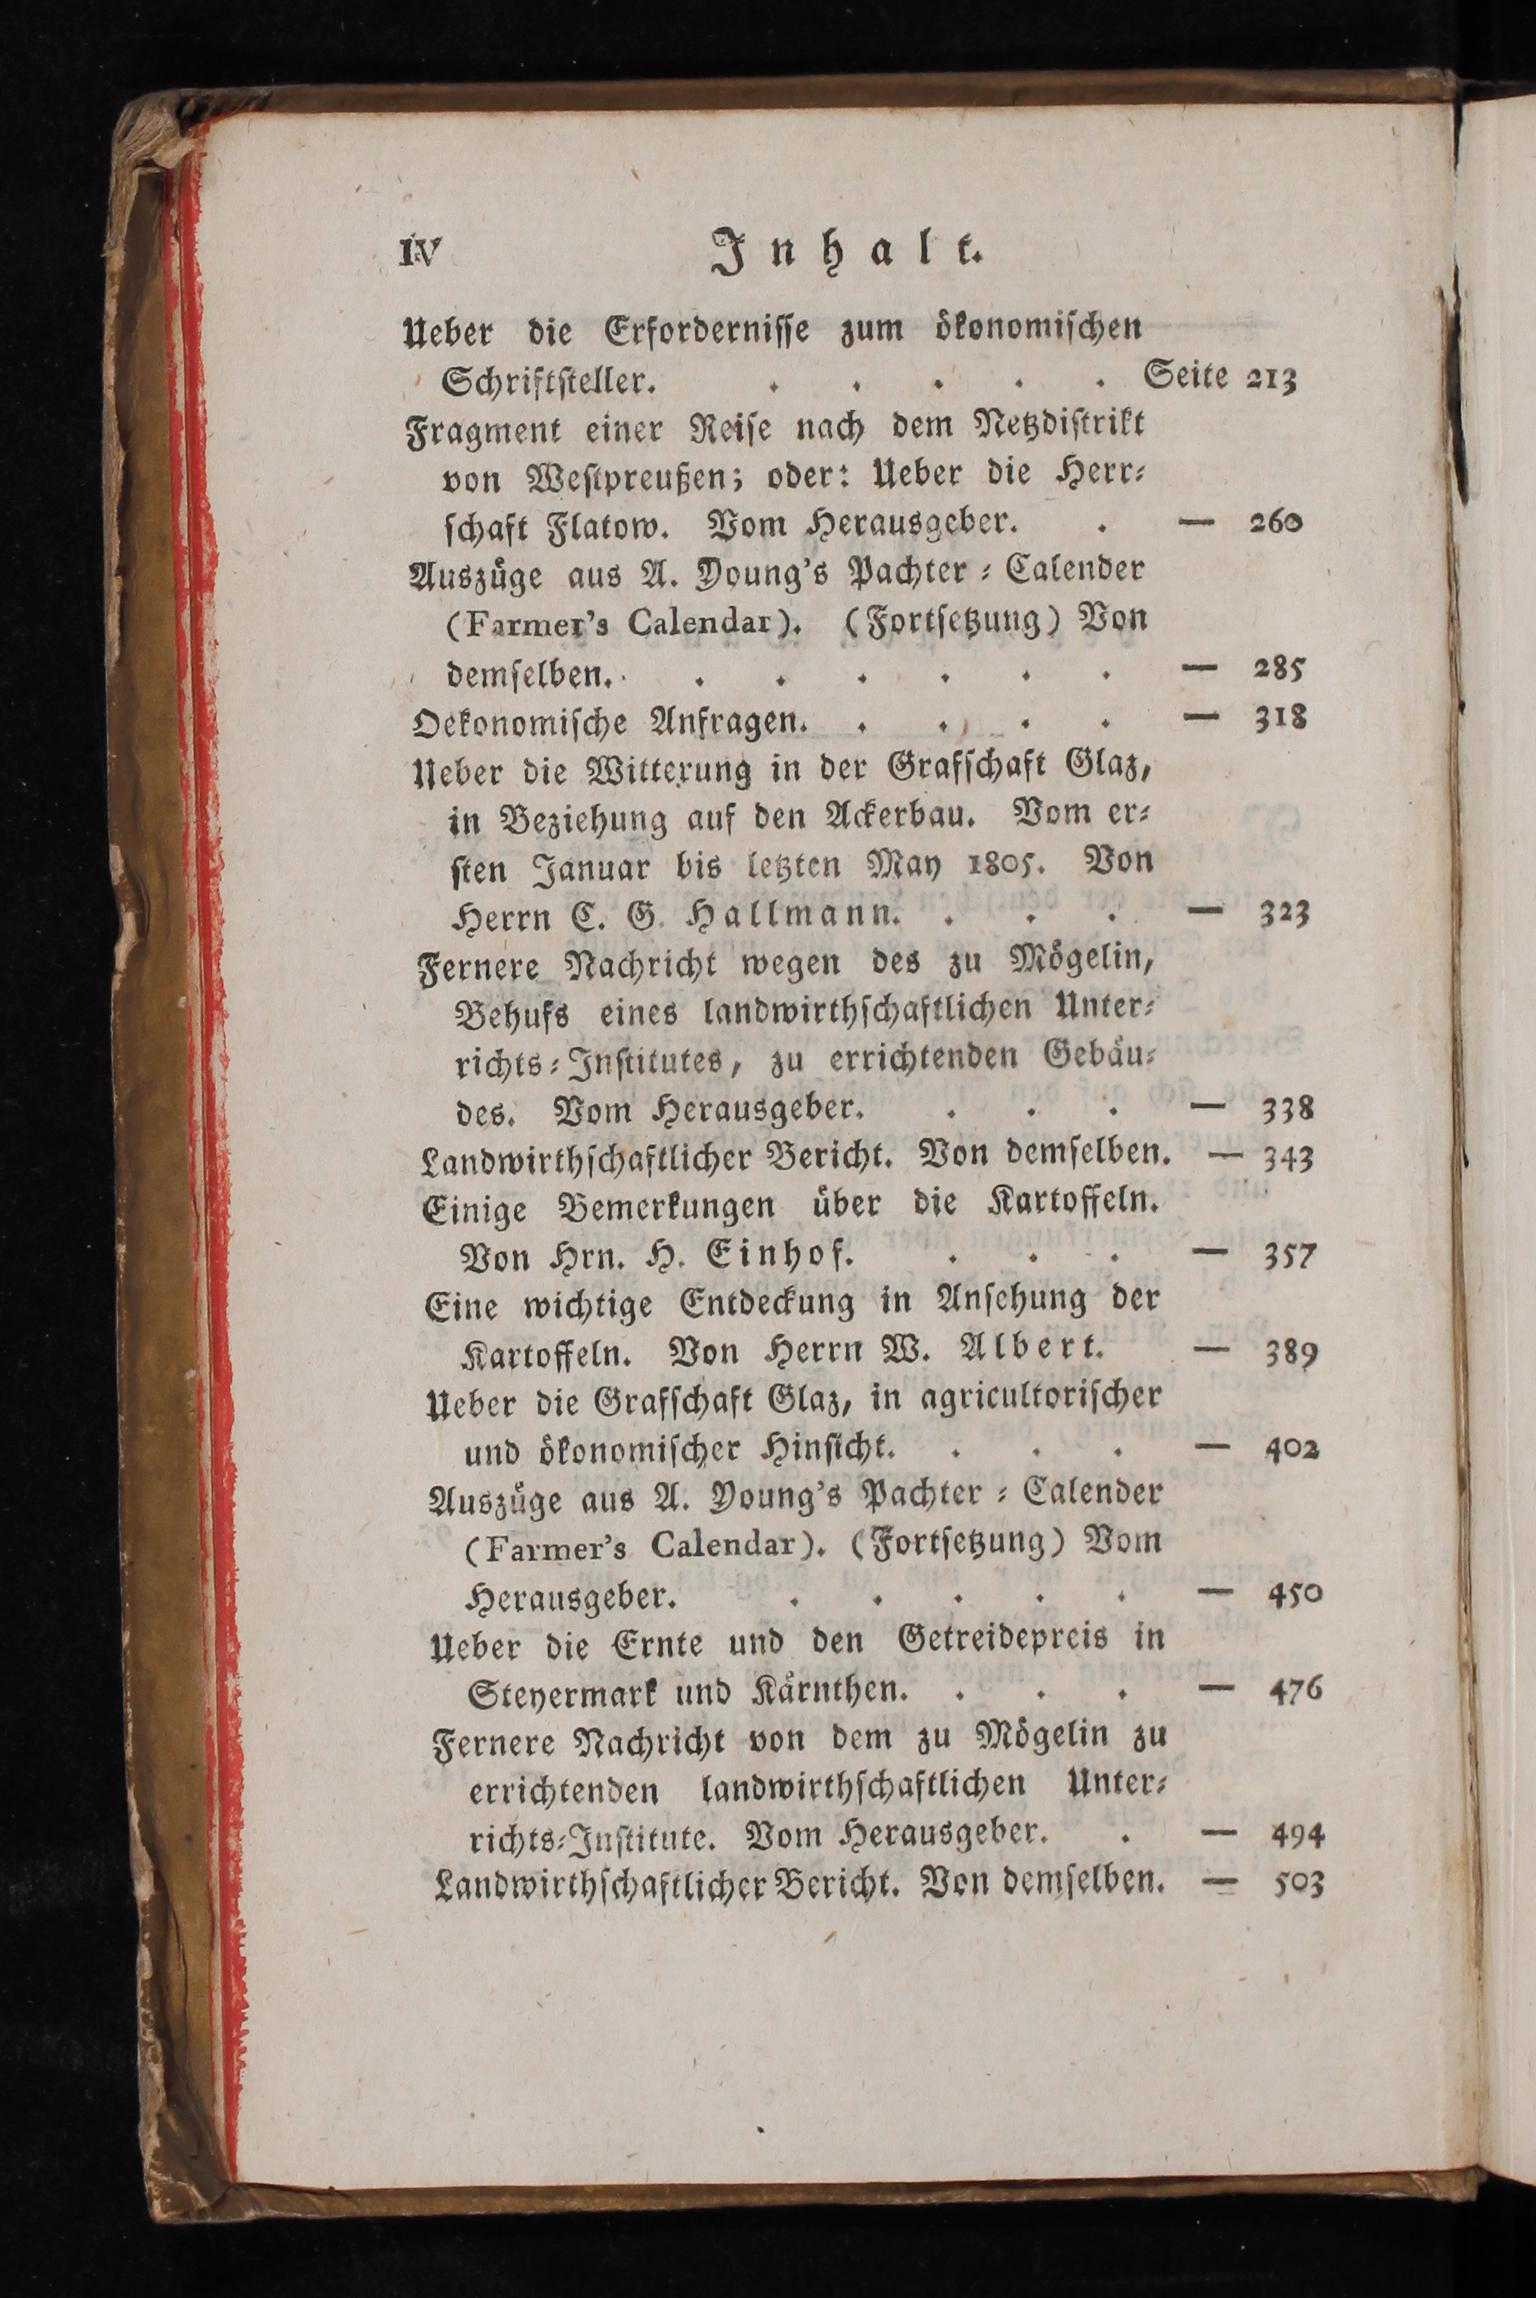 IV Inhalt.
Ueber die Erfordernisse zum ökonomischen
Schriftsteller. . . . . . Seite 213
Fragment einer Reise nach dem Netzdistrikt
von Westpreußen; oder: Ueber die Herr-
schaft Flatow. Vom Herausgeber. . — 260
Auszüge aus A. Young's Pachter-Calender
(Farmer's Calendar). (Fortsetzung) Von
demselben. . . . . . . — 285
Oekonomische Anfragen. . . . . — 318
Ueber die Witterung in der Grafschaft Glaz,
in Beziehung auf den Ackerbau. Vom er-
sten Januar bis letzten May 1805. Von
Herrn C. G. Hallmann. . . . — 323
Fernere Nachricht wegen des zu Mögelin,
Behufs eines landwirthschaftlichen Unter-
richts-Institutes, zu errichtenden Gebäu-
des. Vom Herausgeber. . . . — 338
Landwirthschaftlicher Bericht. Von demselben. — 343
Einige Bemerkungen über die Kartoffeln.
Von Hrn. H. Einhof. . . . — 357
Eine wichtige Entdeckung in Ansehung der
Kartoffeln. Von Herrn W. Albert. — 389
Ueber die Grafschaft Glaz, in agricultorischer
und ökonomischer Hinsicht. . . . — 402
Auszüge aus A. Young's Pachter-Calender
(Farmer's Calendar). (Fortsetzung) Vom
Herausgeber. . . . . . — 450
Ueber die Ernte und den Getreidepreis in
Steyermark und Kärnthen. . . . — 476
Fernere Nachricht von dem zu Mögelin zu
errichtenden landwirthschaftlichen Unter-
richts-Institute. Vom Herausgeber. . — 494
Landwirthschaftlicher Bericht. Von demselben. — 503